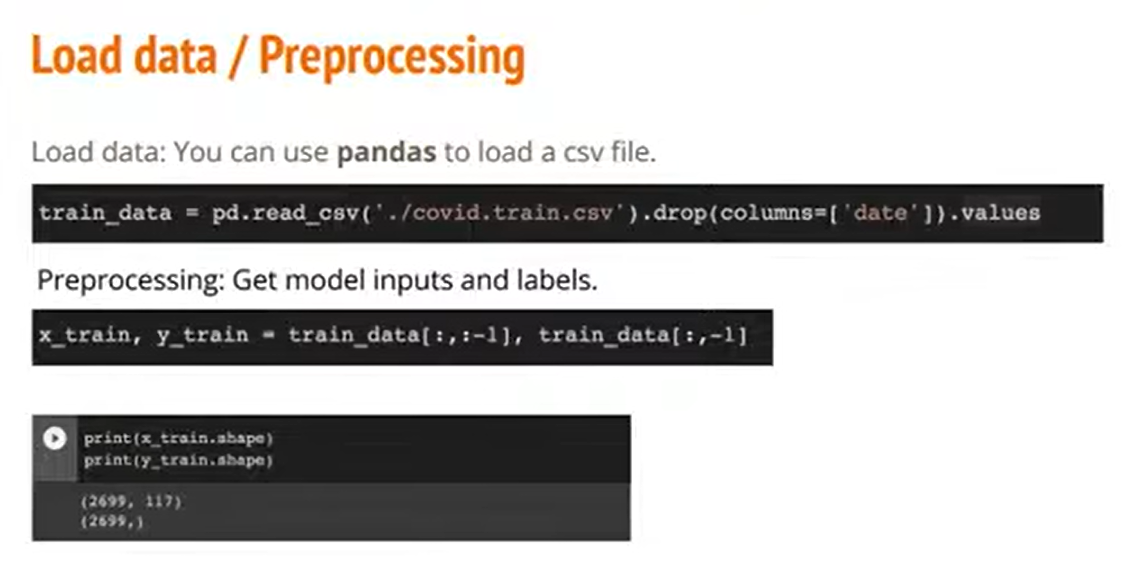 Load data / Preprocessing
Load data: You can use pandas to load a csv file.
train_data = pd.read_csv('./covid.train.csv').drop(columns=['date']).values
Preprocessing: Get model inputs and labels.
x_train, y_train = train_data[:,:-1], train_data[:,-1]
print(x_train.shape)
print(y_train.shape)
(2699, 117)
(2699,)